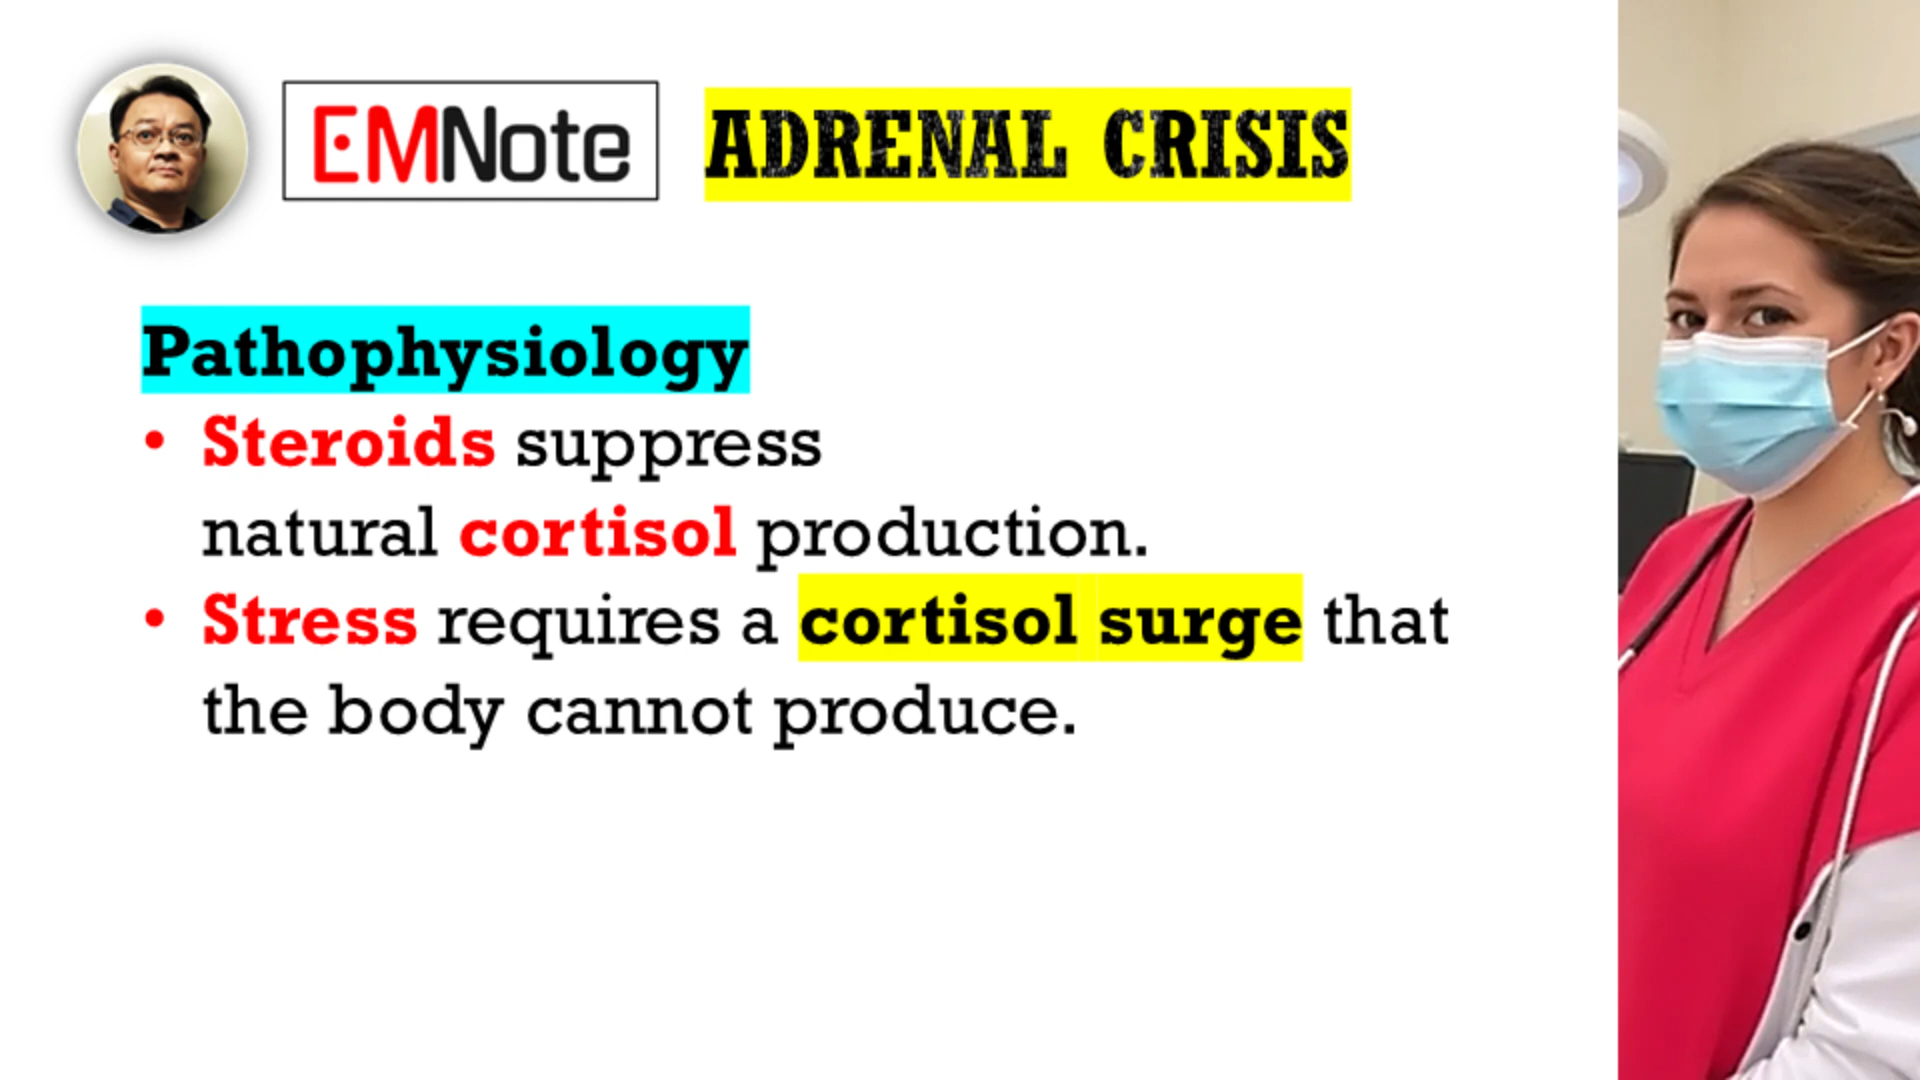 EMNote
ADRENAL CRISIS
Pathophysiology
• Steroids suppress
natural cortisol production.
• Stress requires a cortisol surge that
the body cannot produce.